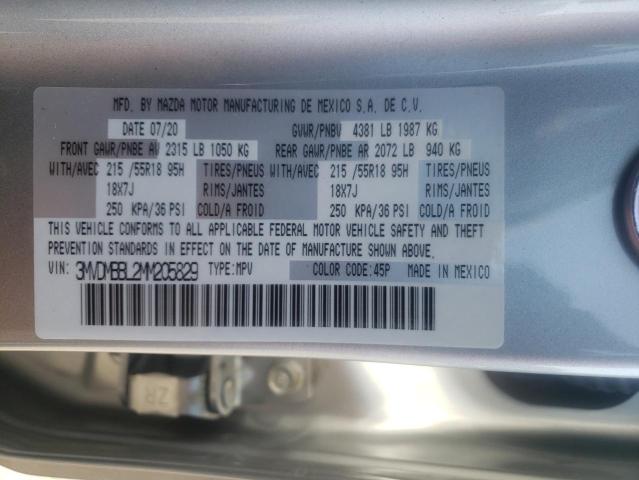 MFD. BY MAZDA MOTOR MANUFACTURING DE MEXICO S.A. DE C.V.
DATE 07/20 GVWR/PNBV 4381 LB 1987 KG
FRONT GAWR/PNBE AV 2315 LB 1050 KG REAR GAWR/PNBE AR 2072 LB 940 KG
WITH/AVEC 215 /55R18 95H TIRES/PNEUS WITH/AVEC 215 /55R18 95H TIRES/PNEUS
18X7J RIMS/JANTES 18X7J RIMS/JANTES
250 KPA/36 PSI COLD/A FROID 250 KPA/36 PSI COLD/A FROID
THIS VEHICLE CONFORMS TO ALL APPLICABLE FEDERAL MOTOR VEHICLE SAFETY AND THEFT
PREVENTION STANDARDS IN EFFECT ON THE DATE OF MANUFACTURE SHOWN ABOVE.
VIN: 3MVDMBBL2MM205829 TYPE:MPV COLOR CODE:45P MADE IN MEXICO
ZR